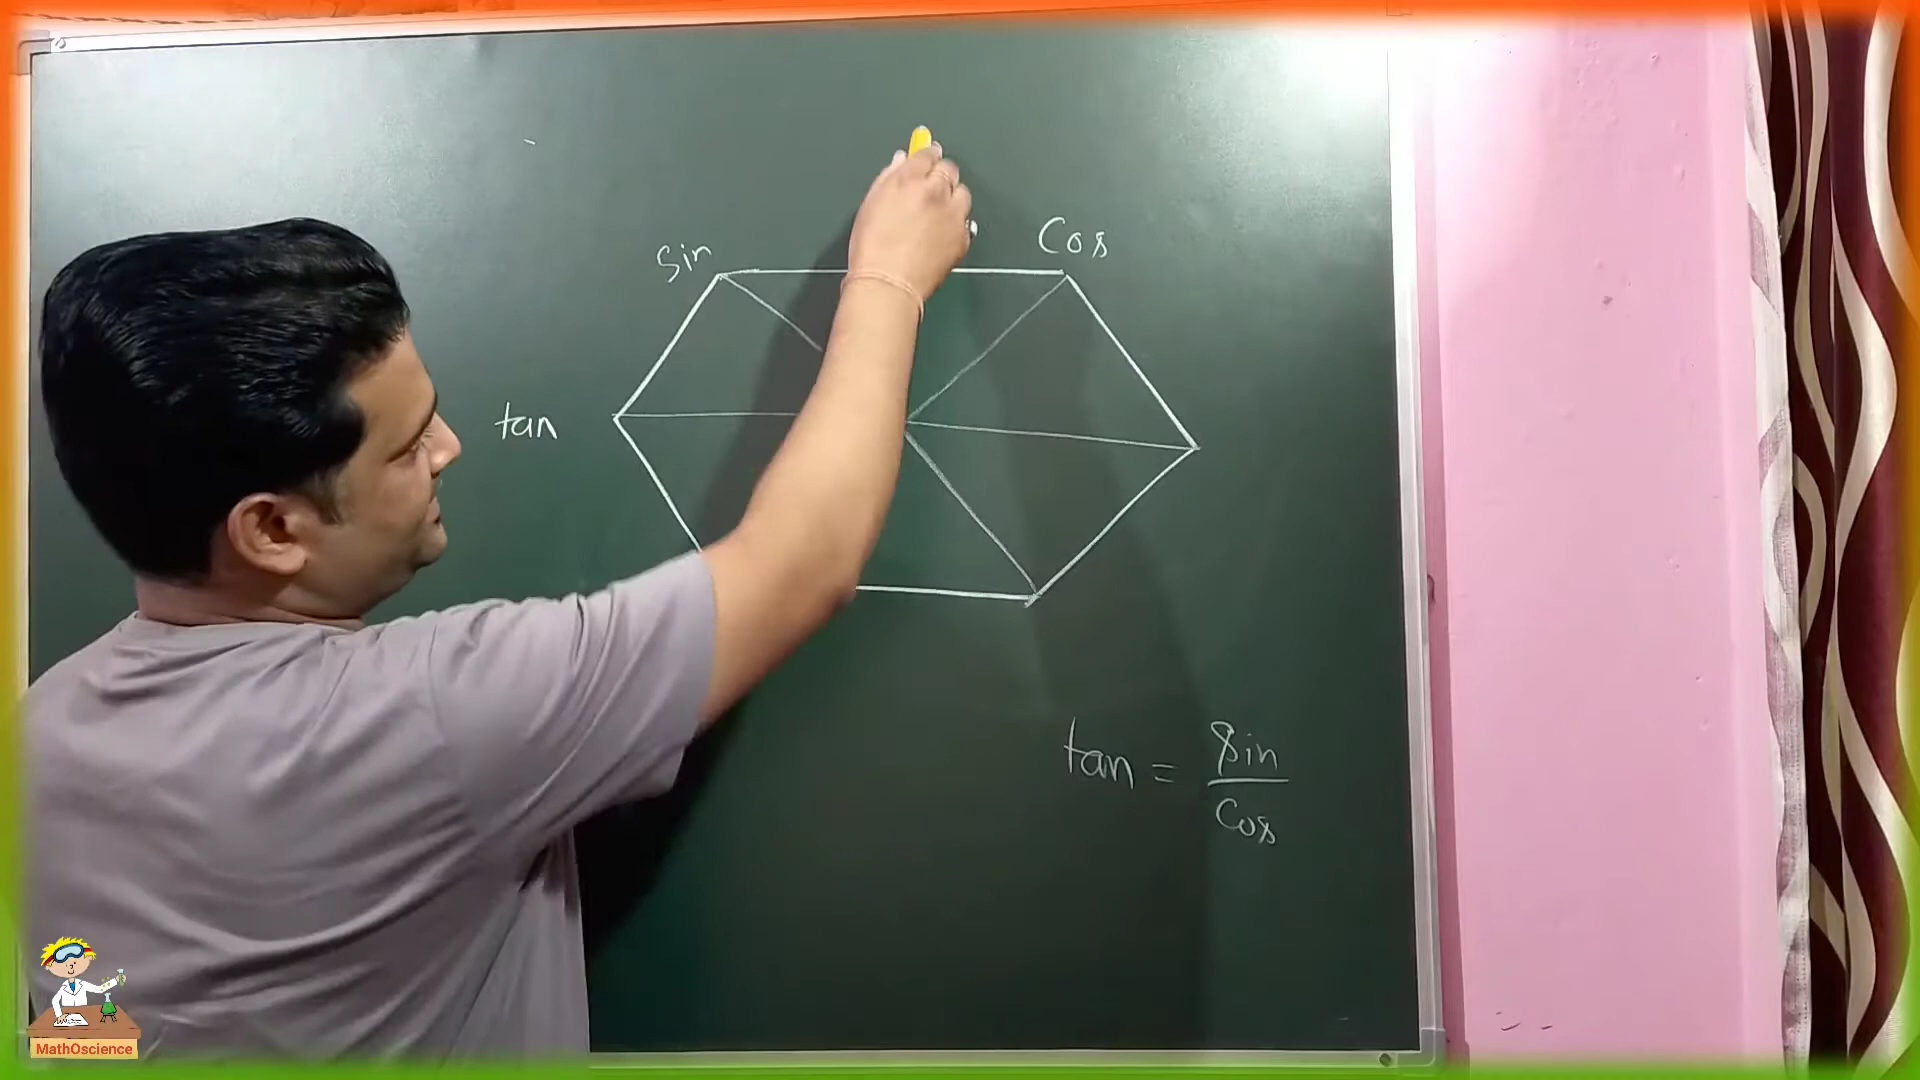 sin
Cos
tan
tan = sin
Cos
MathOscience